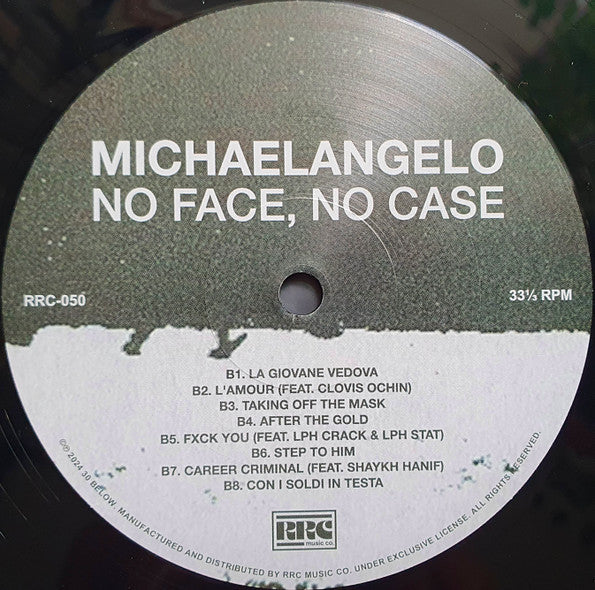 MICHAELANGELO
NO FACE, NO CASE
RRC-050
33⅓ RPM
B1. LA GIOVANE VEDOVA
B2. L'AMOUR (FEAT. CLOVIS OCHIN)
B3. TAKING OFF THE MASK
B4. AFTER THE GOLD
B5. FXCK YOU (FEAT. LPH CRACK & LPH STAT)
B6. STEP TO HIM
B7. CAREER CRIMINAL (FEAT. SHAYKH HANIF)
B8. CON I SOLDI IN TESTA
RRC
music co.
©℗ 2024 30 BELOW. MANUFACTURED AND DISTRIBUTED BY RRC MUSIC CO. UNDER EXCLUSIVE LICENSE. ALL RIGHTS RESERVED.